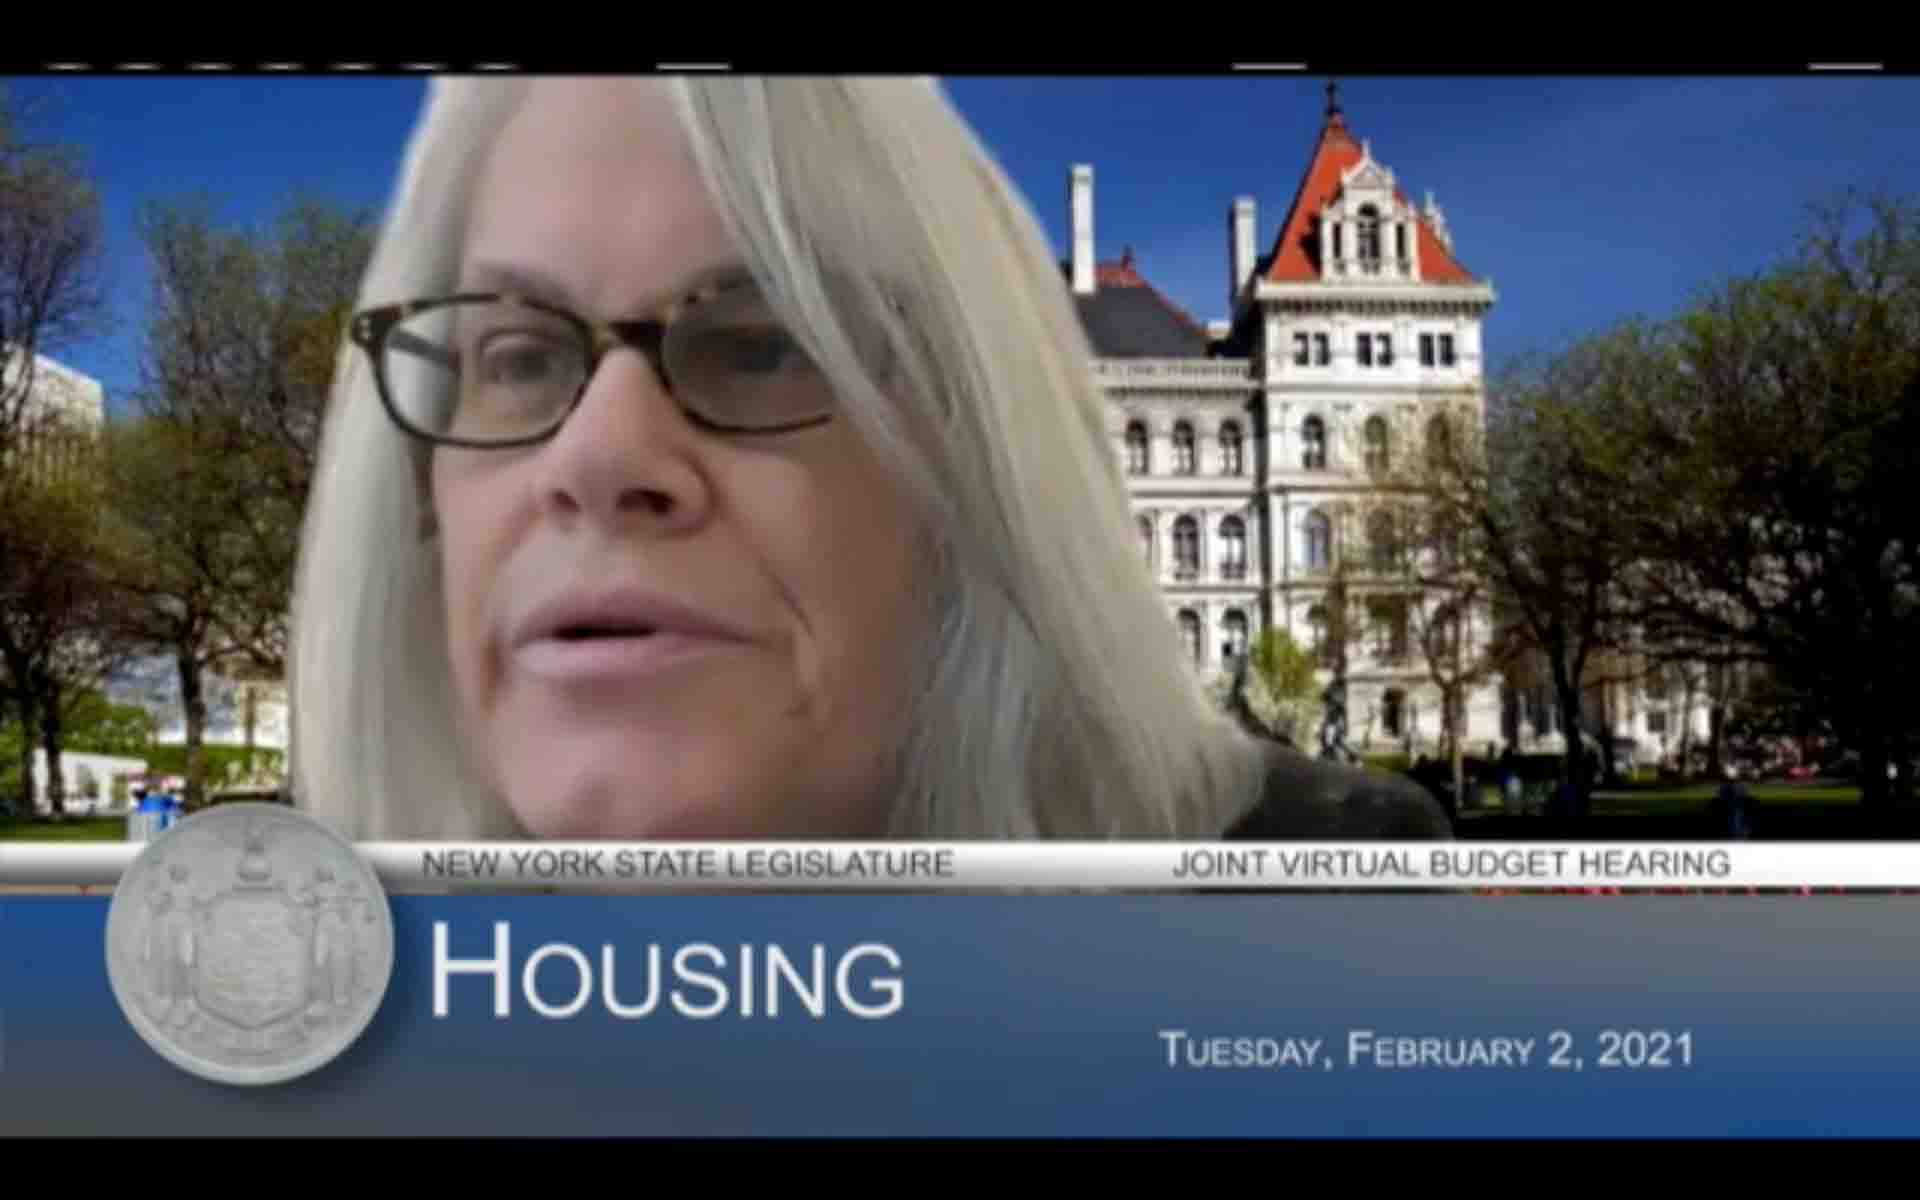 NEW YORK STATE LEGISLATURE
JOINT VIRTUAL BUDGET HEARING
HOUSING
TUESDAY, FEBRUARY 2, 2021